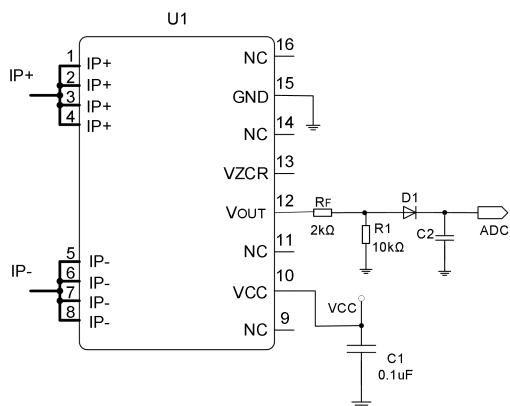 U1
IP+
1 IP+
2 IP+
3 IP+
4 IP+
IP-
5 IP-
6 IP-
7 IP-
8 IP-
NC 16
GND 15
NC 14
VZCR 13
VOUT 12
NC 11
VCC 10
NC 9
RF
2kΩ
R1
10kΩ
D1
C2
ADC
VCC
C1
0.1uF